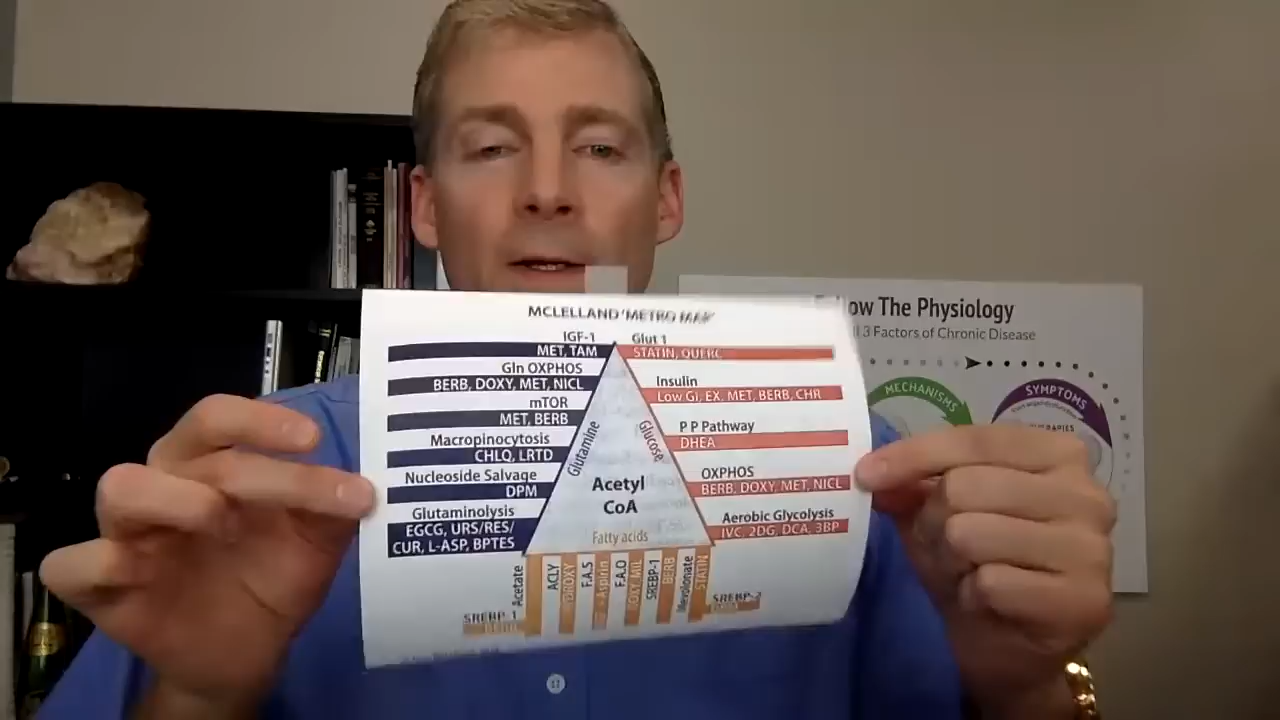 MCLELLAND 'METRO MAP'
IGF-1
MET, TAM
Gln OXPHOS
BERB, DOXY, MET, NICL
mTOR
MET, BERB
Macropinocytosis
CHLQ, LRTD
Nucleoside Salvage
DPM
Glutaminolysis
EGCG, URS/RES/
CUR, L-ASP, BPTES
Glut 1
STATIN, QUERC
Insulin
Low Gi, EX, MET, BERB, CHR
P P Pathway
DHEA
OXPHOS
BERB, DOXY, MET, NICL
Aerobic Glycolysis
IVC, 2DG, DCA, 3BP
Glutamine
Glucose
Acetyl
CoA
Fatty acids
Acetate
ACLY
F.A.S
Aspirin
F.A.O
MIL
SREBP-1
BERB
Mevolonate
STATIN
SREBP-1
SREBP-2
The Physiology
3 Factors of Chronic Disease
MECHANISMS
SYMPTOMS